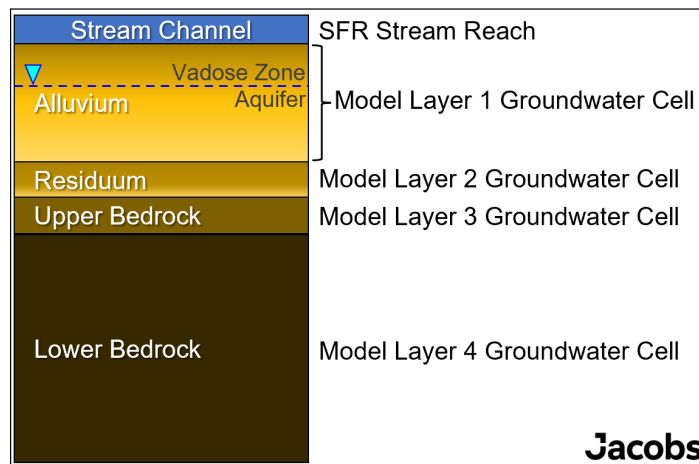 Stream Channel SFR Stream Reach
Vadose Zone
Alluvium Aquifer Model Layer 1 Groundwater Cell
Residuum Model Layer 2 Groundwater Cell
Upper Bedrock Model Layer 3 Groundwater Cell
Lower Bedrock Model Layer 4 Groundwater Cell
Jacobs